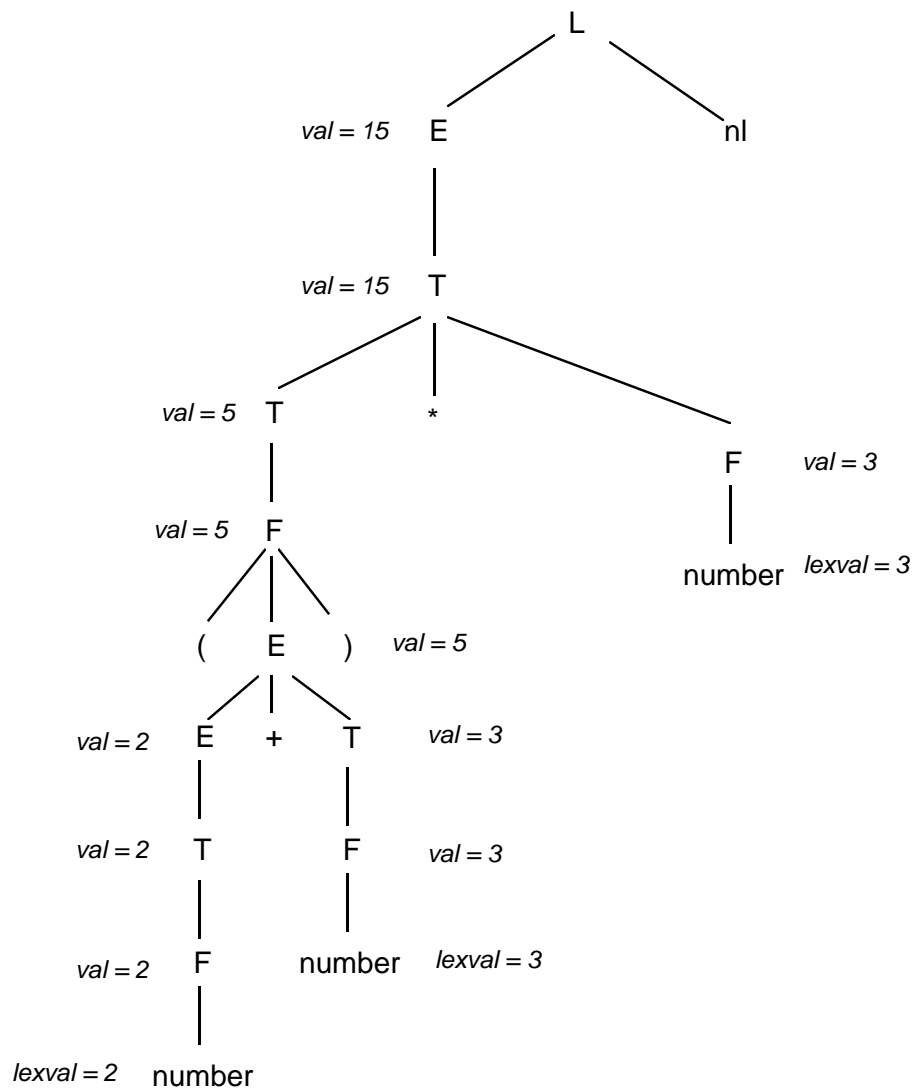 L
val = 15 E nl
val = 15 T
val = 5 T *
F val = 3
val = 5 F
number lexval = 3
( E ) val = 5
val = 2 E + T val = 3
val = 2 T F val = 3
val = 2 F number lexval = 3
lexval = 2 number